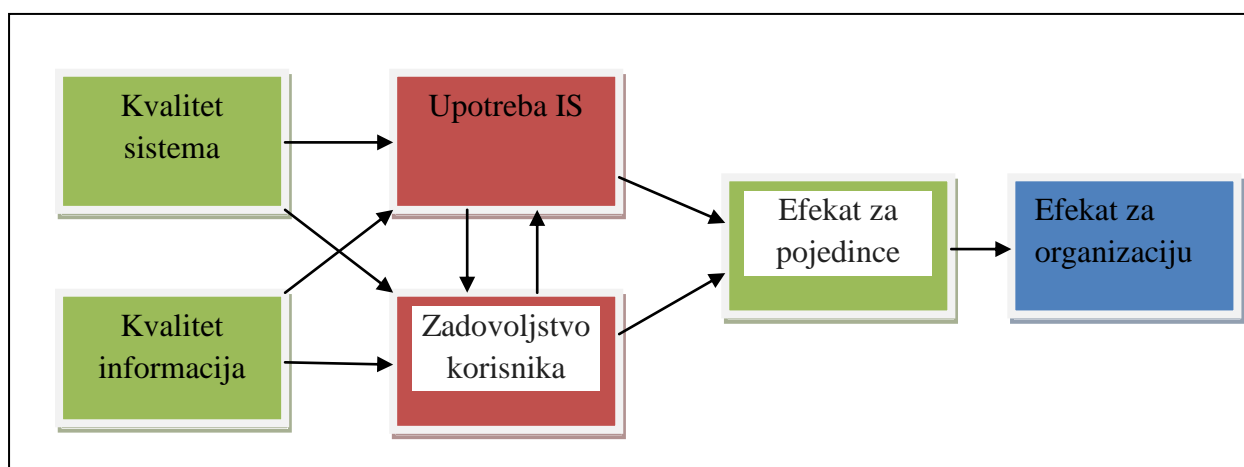 Kvalitet
sistema
Upotreba IS
Efekat za
pojedince
Efekat za
organizaciju
Kvalitet
informacija
Zadovoljstvo
korisnika